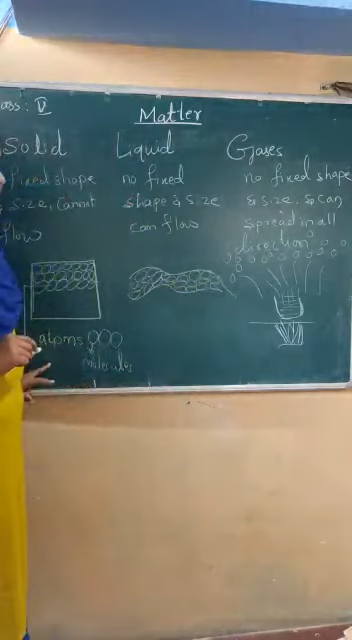 ass: V
Matter
Solid
Fixed shape
& size, Cannot
flow
Liquid
no fixed
shape & size
can flow
Gases
no fixed shape
& size, & can
spread in all
direction
atoms
molecules